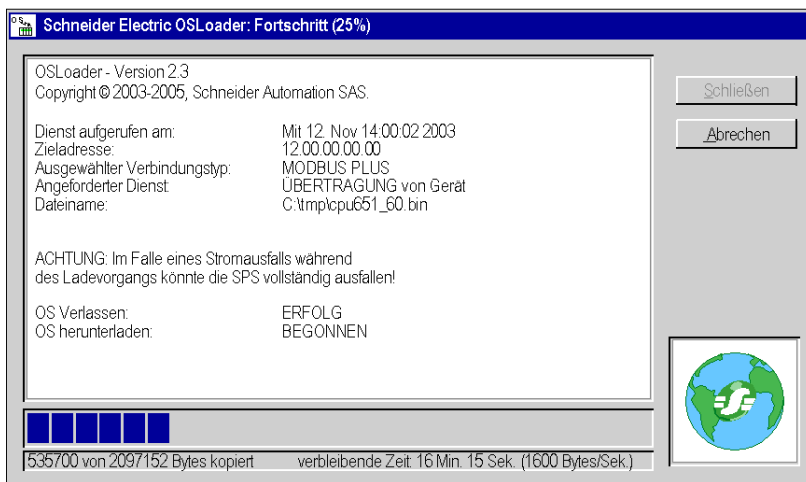 Schneider Electric OSLoader: Fortschritt (25%)
OSLoader - Version 2.3
Copyright © 2003-2005, Schneider Automation SAS.
Dienst aufgerufen am: Mit 12. Nov 14:00:02 2003
Zieladresse: 12.00.00.00.00
Ausgewählter Verbindungstyp: MODBUS PLUS
Angeforderter Dienst: ÜBERTRAGUNG von Gerät
Dateiname: C:\tmp\cpu651_60.bin
ACHTUNG: Im Falle eines Stromausfalls während
des Ladevorgangs könnte die SPS vollständig ausfallen!
OS Verlassen: ERFOLG
OS herunterladen: BEGONNEN
Schließen
Abrechen
535700 von 2097152 Bytes kopiert verbleibende Zeit: 16 Min. 15 Sek. (1600 Bytes/Sek.)